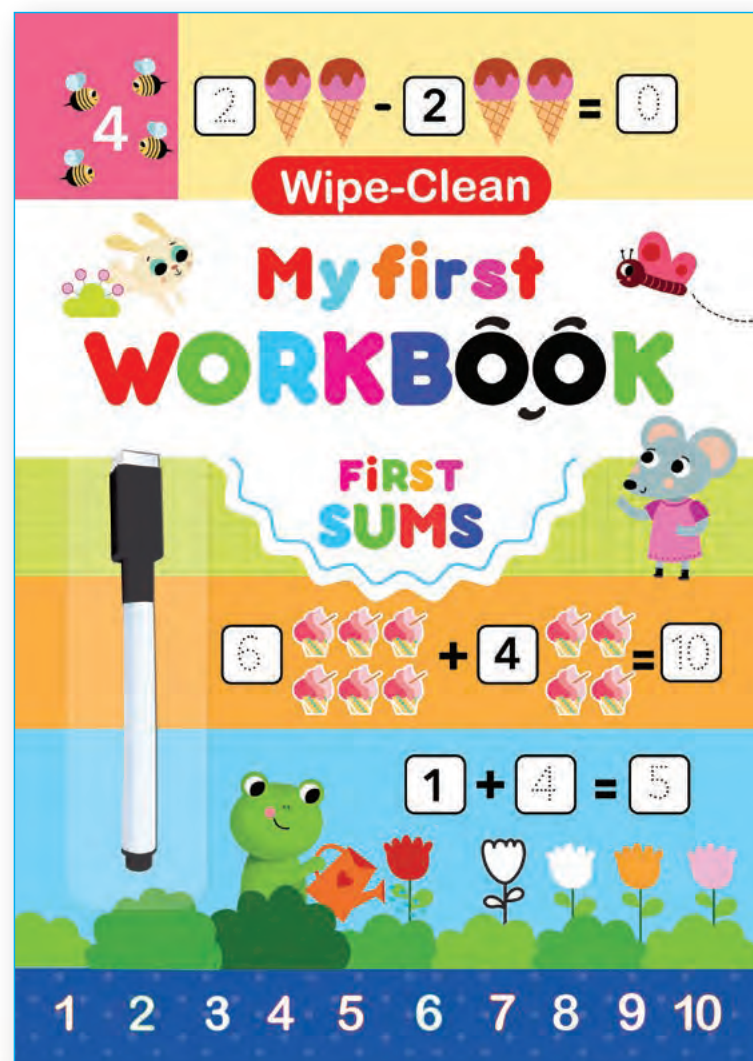 4
2 - 2 = 0
Wipe-Clean
My first
WORKBOOK
FiRST
SUMS
6 + 4 = 10
1 + 4 = 5
1 2 3 4 5 6 7 8 9 10